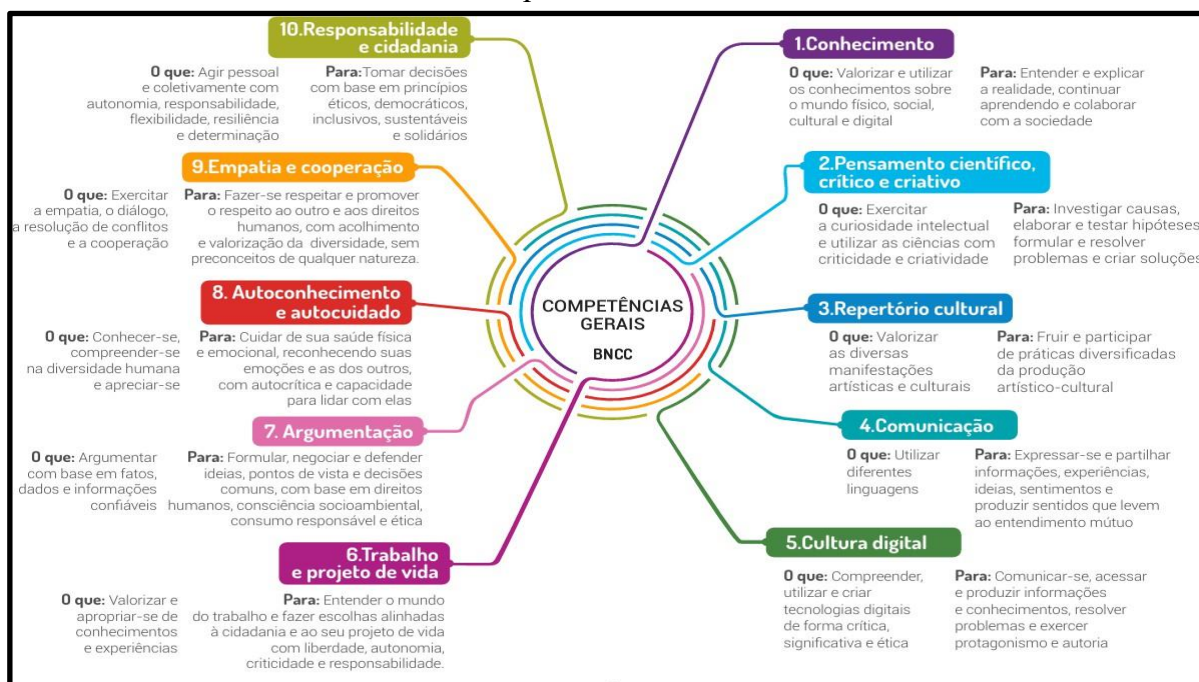 1.Conhecimento
O que: Valorizar e utilizar
os conhecimentos sobre
o mundo físico, social,
cultural e digital
Para: Entender e explicar
a realidade, continuar
aprendendo e colaborar
com a sociedade
2.Pensamento científico,
crítico e criativo
O que: Exercitar
a curiosidade intelectual
e utilizar as ciências com
criticidade e criatividade
Para: Investigar causas,
elaborar e testar hipóteses,
formular e resolver
problemas e criar soluções
3.Repertório cultural
O que: Valorizar
as diversas
manifestações
artísticas e culturais
Para: Fruir e participar
de práticas diversificadas
da produção
artístico-cultural
4.Comunicação
O que: Utilizar
diferentes
linguagens
Para: Expressar-se e partilhar
informações, experiências,
ideias, sentimentos e
produzir sentidos que levem
ao entendimento mútuo
5.Cultura digital
O que: Compreender,
utilizar e criar
tecnologias digitais
de forma crítica,
significativa e ética
Para: Comunicar-se, acessar
e produzir informações
e conhecimentos, resolver
problemas e exercer
protagonismo e autoria
6.Trabalho
e projeto de vida
O que: Valorizar e
apropriar-se de
conhecimentos
e experiências
Para: Entender o mundo
do trabalho e fazer escolhas alinhadas
à cidadania e ao seu projeto de vida
com liberdade, autonomia,
criticidade e responsabilidade.
7. Argumentação
O que: Argumentar
com base em fatos,
dados e informações
confiáveis
Para: Formular, negociar e defender
ideias, pontos de vista e decisões
comuns, com base em direitos
humanos, consciência socioambiental,
consumo responsável e ética
8. Autoconhecimento
e autocuidado
O que: Conhecer-se,
compreender-se
na diversidade humana
e apreciar-se
Para: Cuidar de sua saúde física
e emocional, reconhecendo suas
emoções e as dos outros,
com autocrítica e capacidade
para lidar com elas
9.Empatia e cooperação
O que: Exercitar
a empatia, o diálogo,
a resolução de conflitos
e a cooperação
Para: Fazer-se respeitar e promover
o respeito ao outro e aos direitos
humanos, com acolhimento
e valorização da diversidade, sem
preconceitos de qualquer natureza.
10.Responsabilidade
e cidadania
O que: Agir pessoal
e coletivamente com
autonomia, responsabilidade,
flexibilidade, resiliência
e determinação
Para:Tomar decisões
com base em princípios
éticos, democráticos,
inclusivos, sustentáveis
e solidários
COMPETÊNCIAS
GERAIS
BNCC